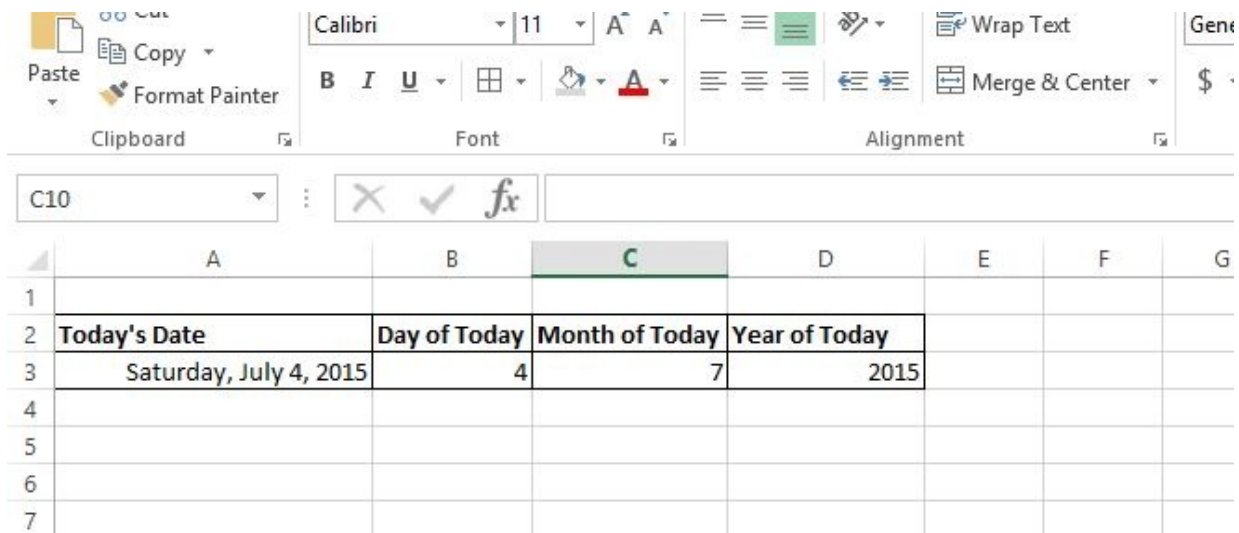 Cut
Calibri 11 A A Wrap Text Gene
Copy
Paste
Format Painter B I U A Merge & Center $
Clipboard Font Alignment
C10 fx
A B C D E F G
1
2 Today's Date Day of Today Month of Today Year of Today
3 Saturday, July 4, 2015 4 7 2015
4
5
6
7